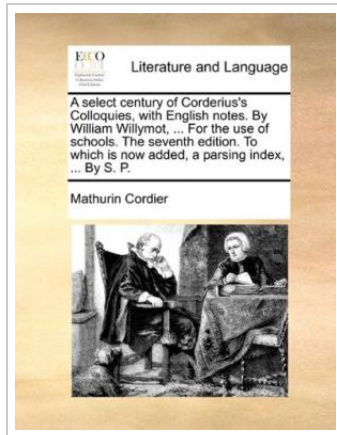 ECCO
Literature and Language
A select century of Corderius's
Colloquies, with English notes. By
William Willymot, ... For the use of
schools. The seventh edition. To
which is now added, a parsing index,
... By S. P.
Mathurin Cordier